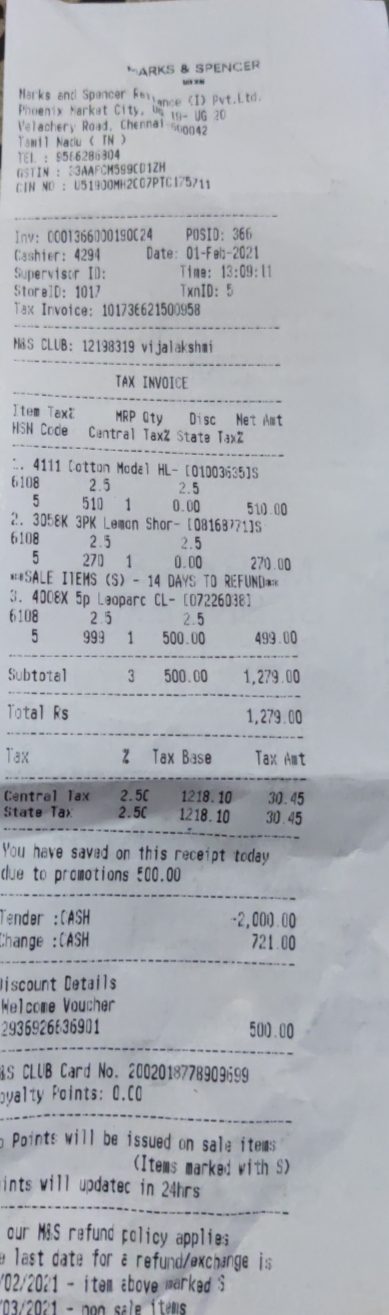 MARKS & SPENCER
Marks and Spencer Reliance (I) Pvt.Ltd.
Phoenix Market City, UG 19- UG 20
Velachery Road, Chennai 600042
Tamil Nadu ( TN )
TEL : 9566286304
GSTIN : 33AAFCM599CD1ZH
CIN NO : U51900MH2C07PTC175711
Inv: 0001366000190C24 POSID: 366
Cashier: 4294 Date: 01-Feb-2021
Supervisor ID: Time: 13:09:11
StoreID: 1017 TxnID: 5
Tax Invoice: 101736621500958
M&S CLUB: 12198319 vijalakshmi
TAX INVOICE
Item Tax% MRP Qty Disc Net Amt
HSN Code Central Tax% State Tax%
1. 4111 Cotton Modal HL- [01003635]S
6108 2.5 2.5
5 510 1 0.00 510.00
2. 3058K 3PK Lemon Shor- [08168771]S
6108 2.5 2.5
5 270 1 0.00 270.00
**SALE ITEMS (S) - 14 DAYS TO REFUND**
3. 4008X 5p Leoparc CL- [07226038]
6108 2.5 2.5
5 999 1 500.00 499.00
Subtotal 3 500.00 1,279.00
Total Rs 1,279.00
Tax % Tax Base Tax Amt
Central Tax 2.50 1218.10 30.45
State Tax 2.50 1218.10 30.45
You have saved on this receipt today
due to promotions 500.00
Tender :CASH -2,000.00
Change :CASH 721.00
Discount Details
Welcome Voucher
2936926636901 500.00
&S CLUB Card No. 2002018778909699
oyalty Points: 0.00
Points will be issued on sale items
(Items marked with S)
ints will updated in 24hrs
our M&S refund policy applies
last date for a refund/exchange is
/02/2021 - item above marked S
/03/2021 - non sale items